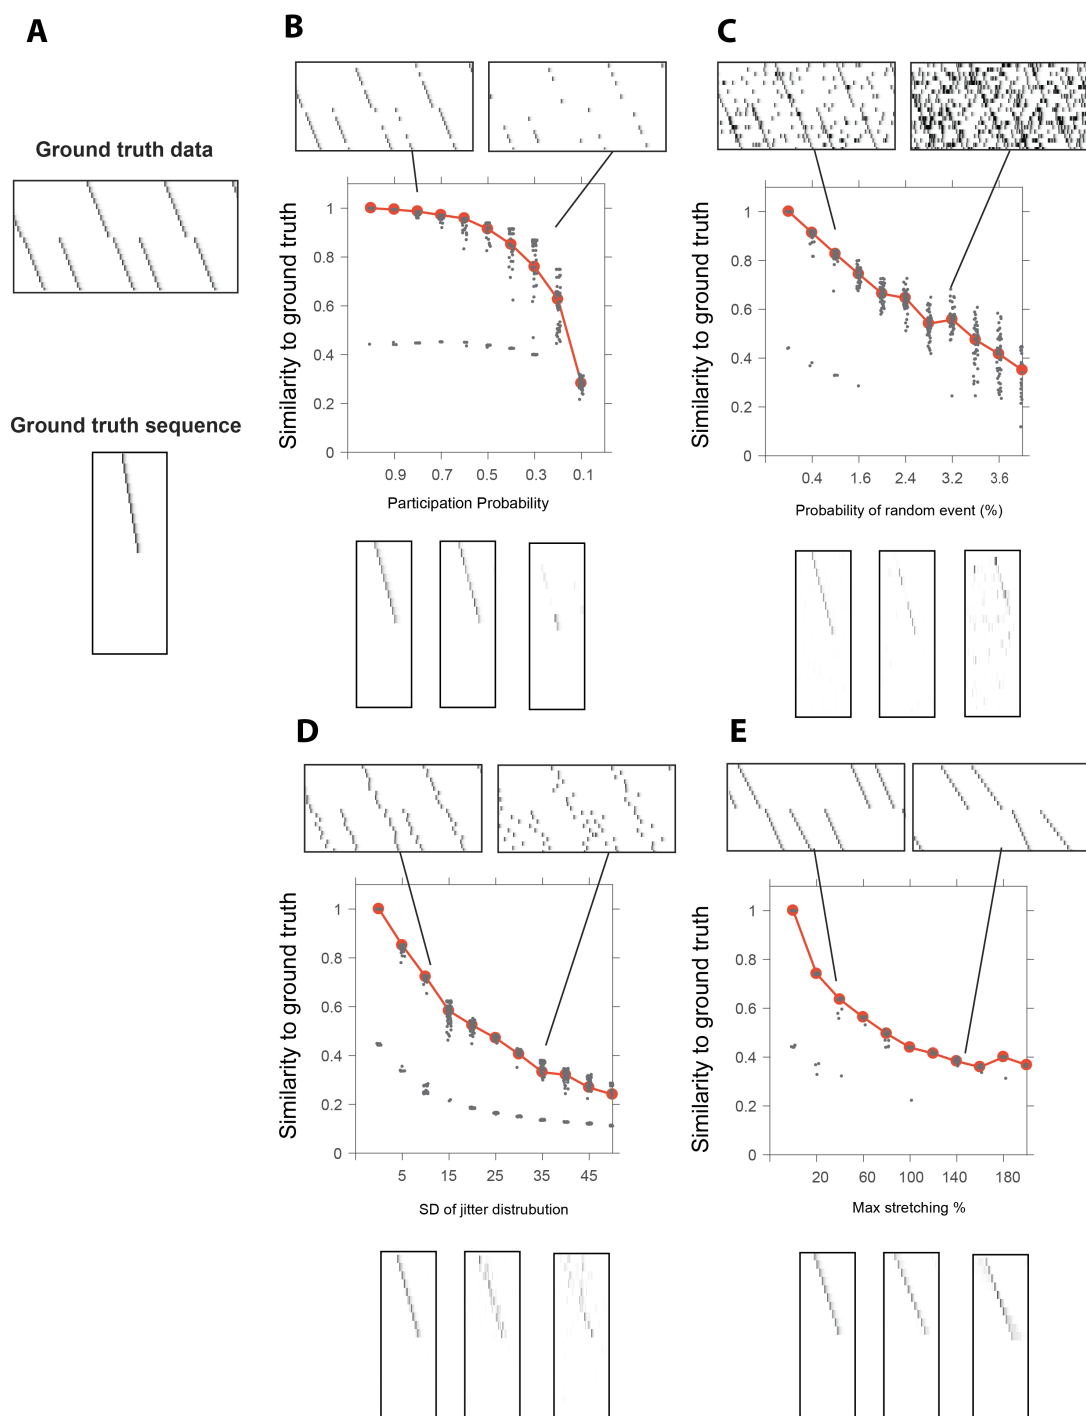 A
Ground truth data
Ground truth sequence
B
Similarity to ground truth
1
0.8
0.6
0.4
0.2
0
0.9 0.7 0.5 0.3 0.1
Participation Probability
C
Similarity to ground truth
1
0.8
0.6
0.4
0.2
0
0.4 1.6 2.4 3.2 3.6
Probability of random event (%)
D
Similarity to ground truth
1
0.8
0.6
0.4
0.2
0
5 15 25 35 45
SD of jitter distrubution
E
Similarity to ground truth
1
0.8
0.6
0.4
0.2
0
20 60 100 140 180
Max stretching %